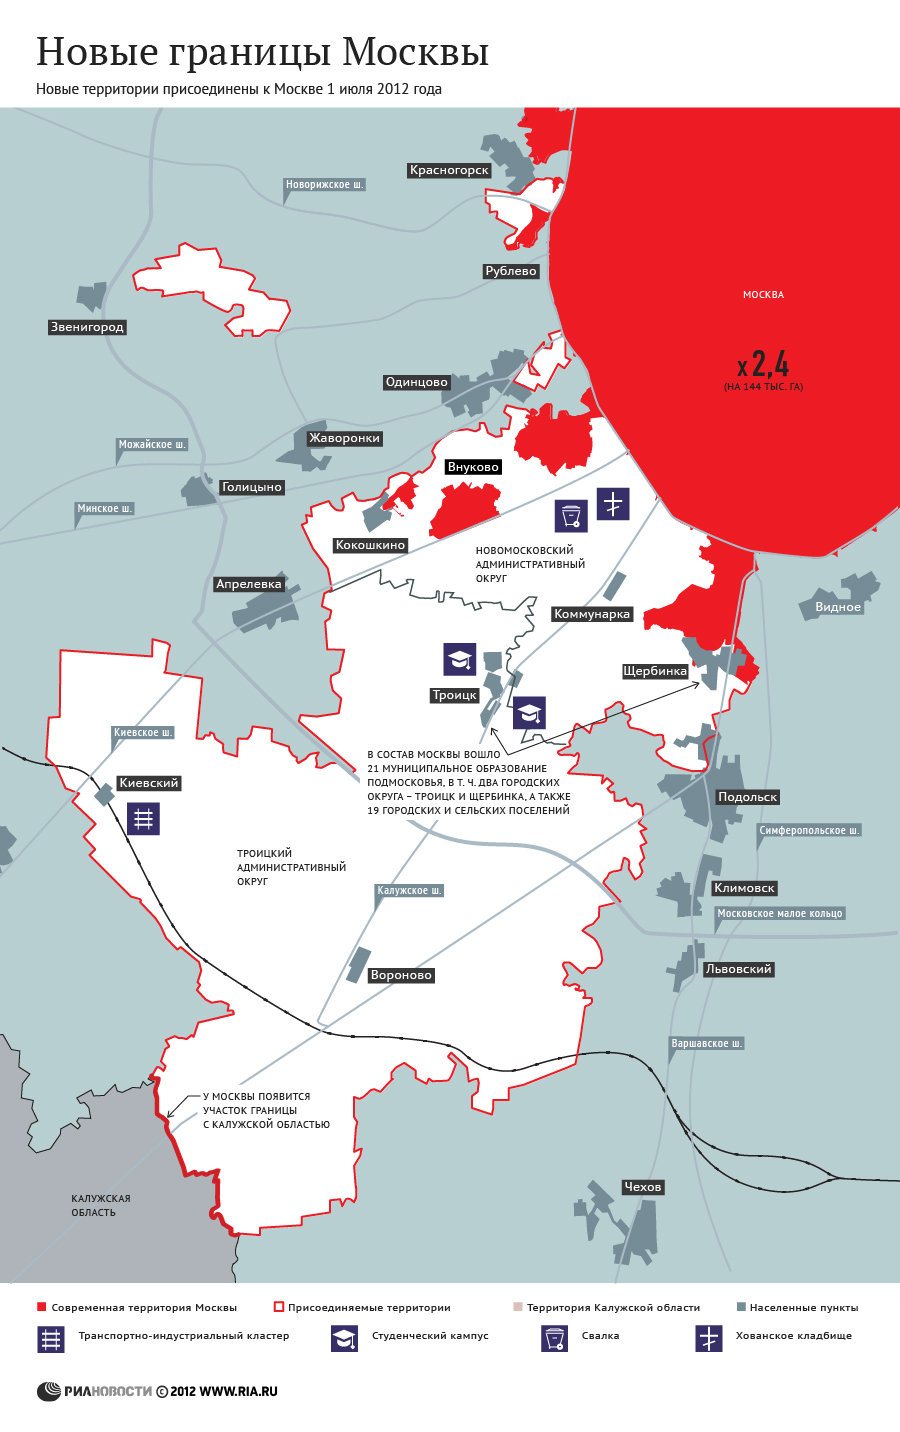 Новые границы Москвы
Новые территории присоединены к Москве 1 июля 2012 года
Красногорск
Новорижское ш.
Рублево
МОСКВА
Звенигород
x 2,4
(НА 144 ТЫС. ГА)
Одинцово
Жаворонки
Можайское ш.
Внуково
Голицыно
Минское ш.
Кокошкино
НОВОМОСКОВСКИЙ
АДМИНИСТРАТИВНЫЙ
ОКРУГ
Апрелевка
Коммунарка
Видное
Щербинка
Троицк
Киевское ш.
В СОСТАВ МОСКВЫ ВОШЛО
21 МУНИЦИПАЛЬНОЕ ОБРАЗОВАНИЕ
ПОДМОСКОВЬЯ, В Т. Ч. ДВА ГОРОДСКИХ
ОКРУГА – ТРОИЦК И ЩЕРБИНКА, А ТАКЖЕ
19 ГОРОДСКИХ И СЕЛЬСКИХ ПОСЕЛЕНИЙ
Киевский
Подольск
Симферопольское ш.
ТРОИЦКИЙ
АДМИНИСТРАТИВНЫЙ
ОКРУГ
Калужское ш.
Климовск
Московское малое кольцо
Вороново
Львовский
Варшавское ш.
У МОСКВЫ ПОЯВИТСЯ
УЧАСТОК ГРАНИЦЫ
С КАЛУЖСКОЙ ОБЛАСТЬЮ
Чехов
КАЛУЖСКАЯ
ОБЛАСТЬ
Современная территория Москвы
Присоединяемые территории
Территория Калужской области
Населенные пункты
Транспортно-индустриальный кластер
Студенческий кампус
Свалка
Хованское кладбище
РИАНОВОСТИ © 2012 WWW.RIA.RU